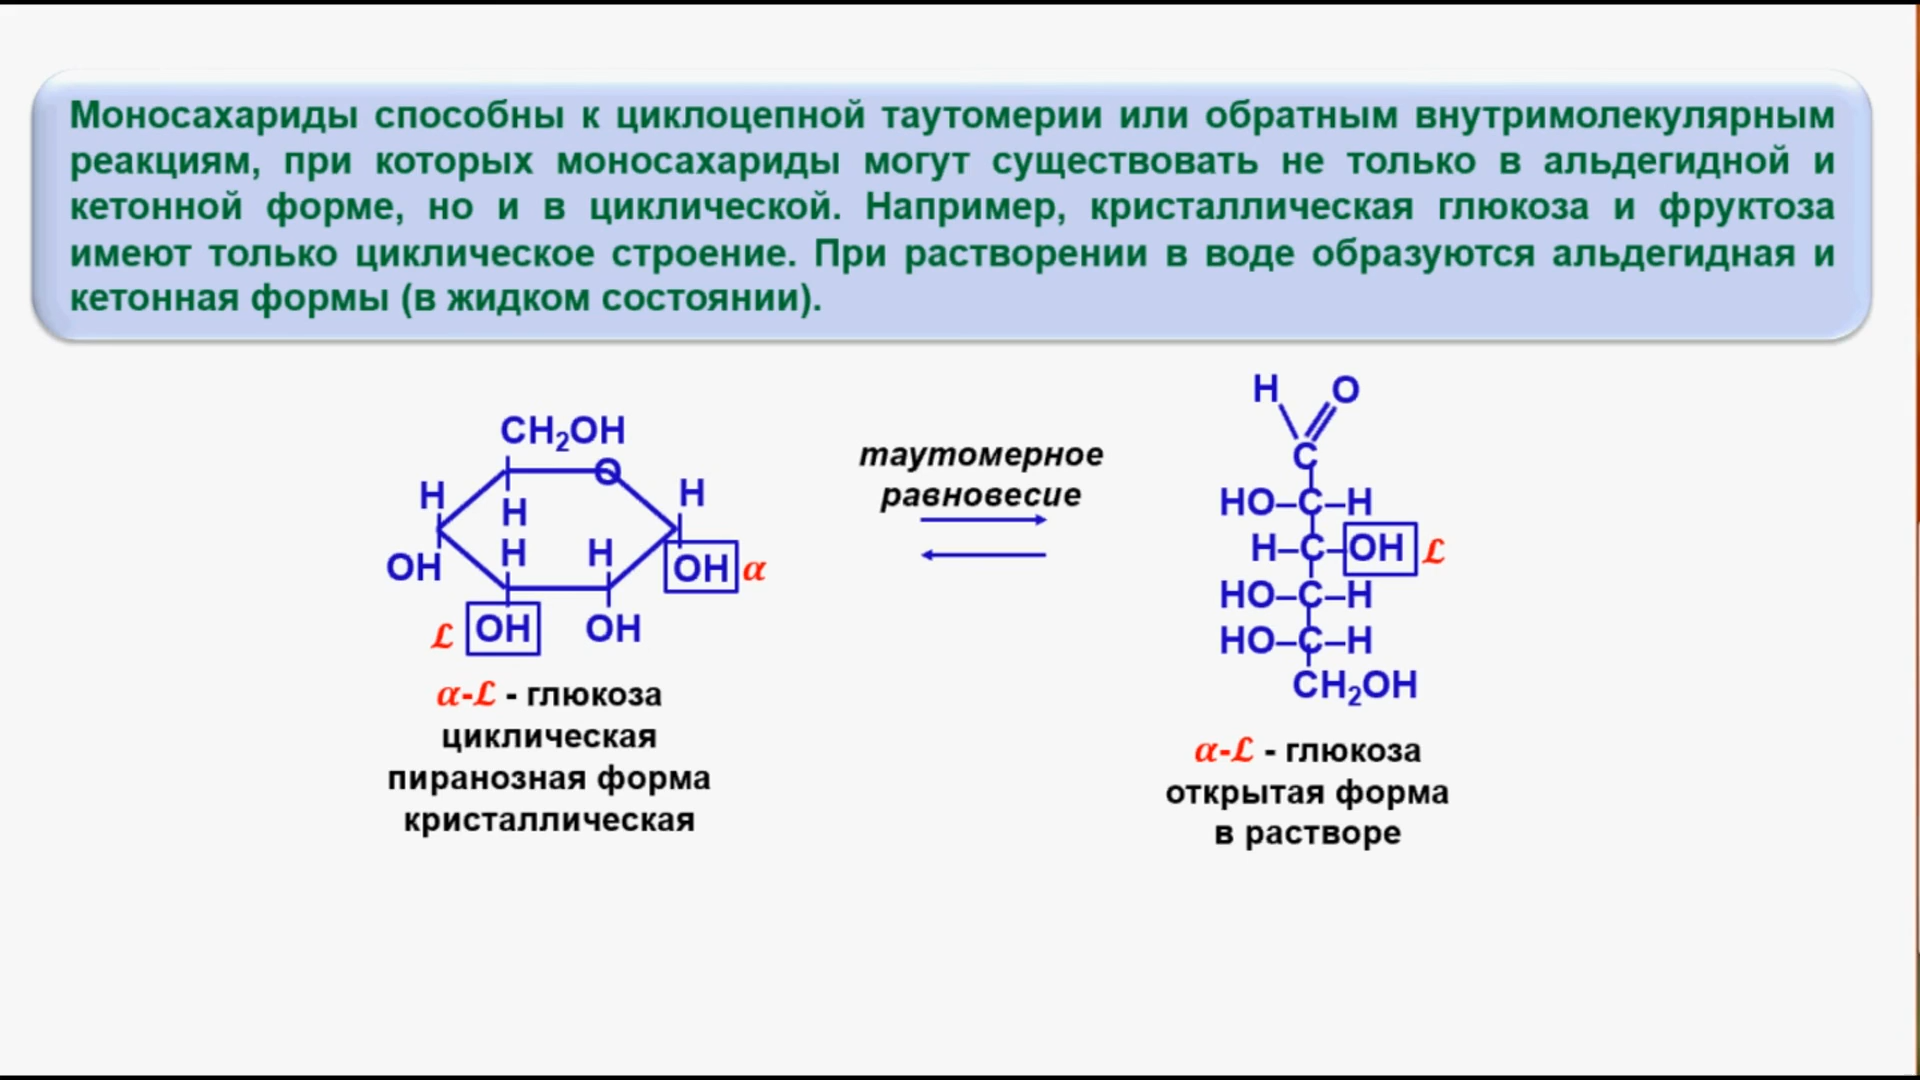 Моносахариды способны к циклоцепной таутомерии или обратным внутримолекулярным
реакциям, при которых моносахариды могут существовать не только в альдегидной и
кетонной форме, но и в циклической. Например, кристаллическая глюкоза и фруктоза
имеют только циклическое строение. При растворении в воде образуются альдегидная и
кетонная формы (в жидком состоянии).
CH₂OH
O
H
H
H
H
H
OH
OH α
ℒ OH
OH
α-ℒ - глюкоза
циклическая
пиранозная форма
кристаллическая
таутомерное
равновесие
H O
C
HO–C–H
H–C–OH ℒ
HO–C–H
HO–C–H
CH₂OH
α-ℒ - глюкоза
открытая форма
в растворе